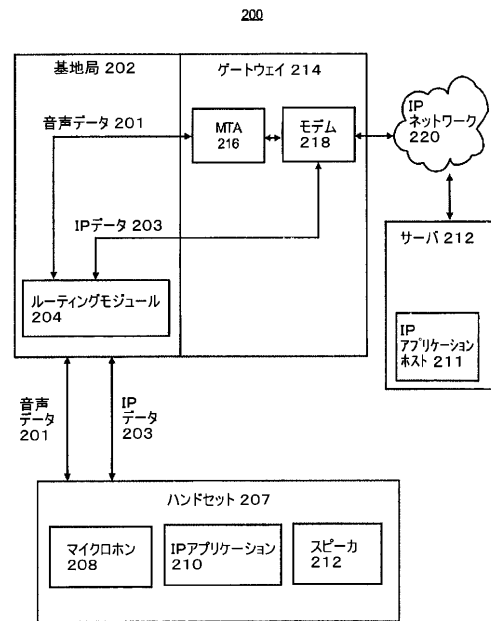 200
基地局 202
ゲートウェイ 214
音声データ 201
MTA
216
モデム
218
IP
ネットワーク
220
IPデータ 203
サーバ 212
ルーティングモジュール
204
IP
アプリケーション
ホスト 211
音声
データ
201
IP
データ
203
ハンドセット 207
マイクロホン
208
IPアプリケーション
210
スピーカ
212